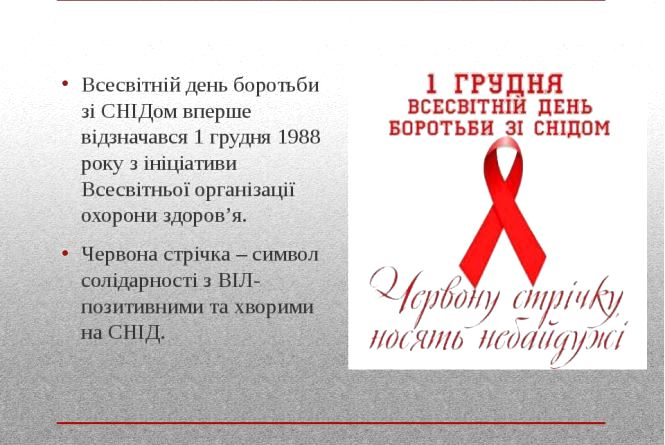 Всесвітній день боротьби
зі СНІДом вперше
відзначався 1 грудня 1988
року з ініціативи
Всесвітньої організації
охорони здоров’я.
Червона стрічка – символ
солідарності з ВІЛ-
позитивними та хворими
на СНІД.
1 ГРУДНЯ
ВСЕСВІТНІЙ ДЕНЬ
БОРОТЬБИ ЗІ СНІДОМ
Червону стрічку
носять небайдужі